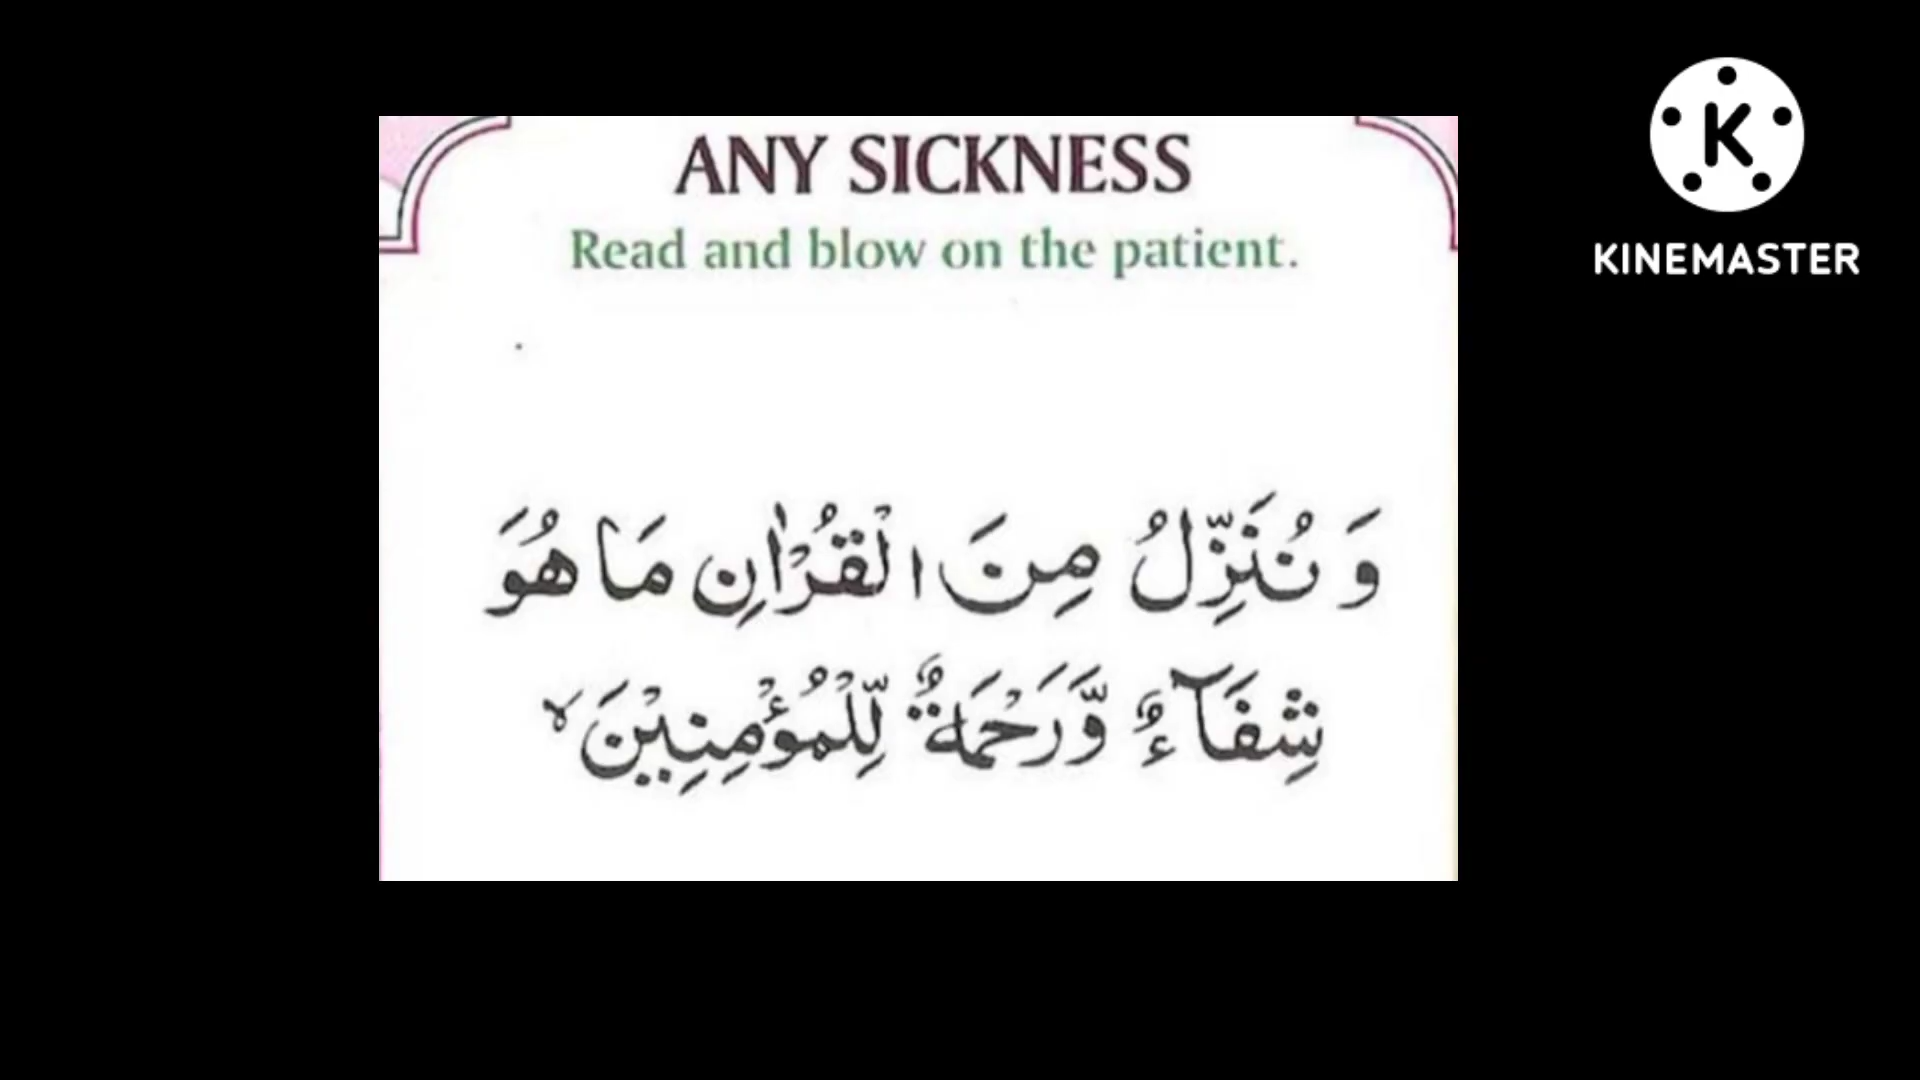 ANY SICKNESS
Read and blow on the patient.
وَ نُنَزِّلُ مِنَ الْقُرْاٰنِ مَا هُوَ
شِفَآءٌ وَّرَحْمَةٌ لِّلْمُؤْمِنِيْنَ ۙ
K
KINEMASTER